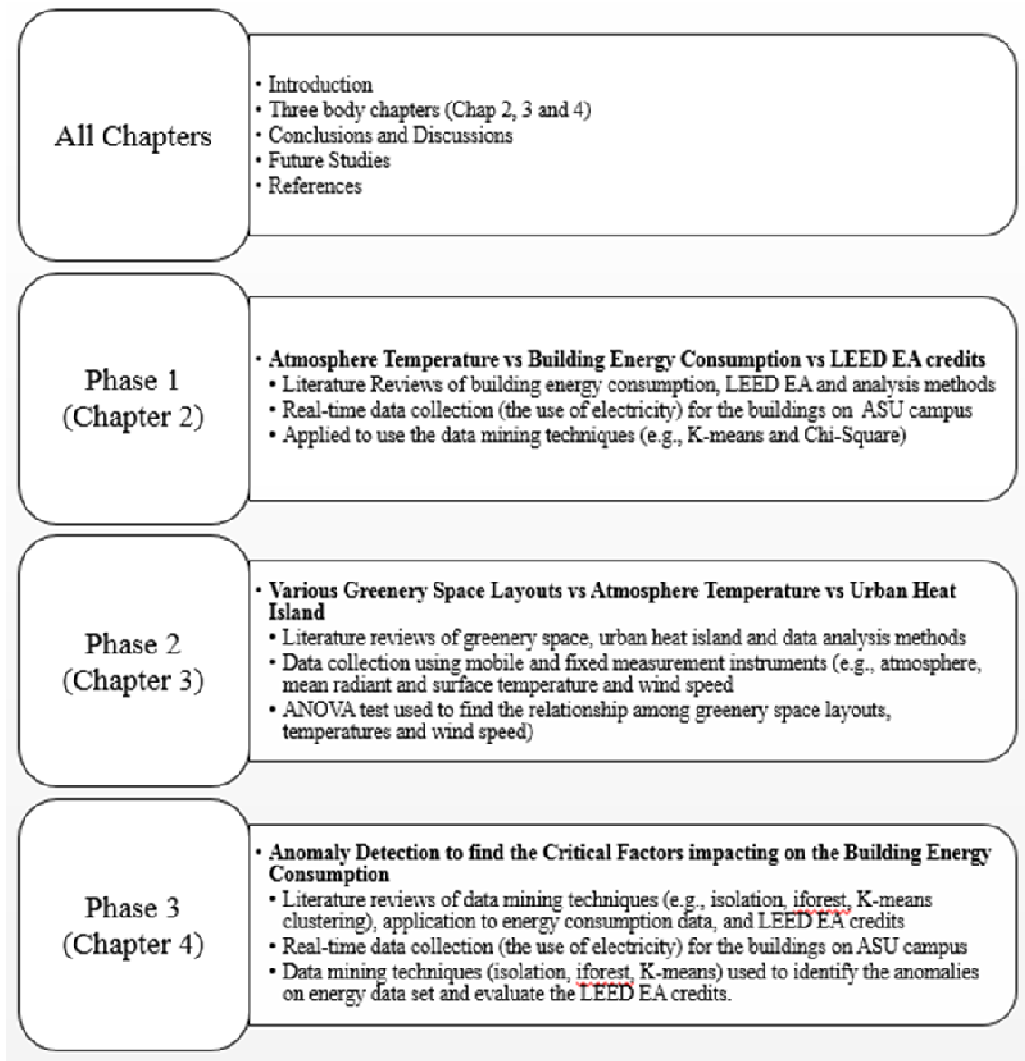 All Chapters
• Introduction
• Three body chapters (Chap 2, 3 and 4)
• Conclusions and Discussions
• Future Studies
• References
Phase 1
(Chapter 2)
• Atmosphere Temperature vs Building Energy Consumption vs LEED EA credits
• Literature Reviews of building energy consumption, LEED EA and analysis methods
• Real-time data collection (the use of electricity) for the buildings on ASU campus
• Applied to use the data mining techniques (e.g., K-means and Chi-Square)
Phase 2
(Chapter 3)
• Various Greenery Space Layouts vs Atmosphere Temperature vs Urban Heat
Island
• Literature reviews of greenery space, urban heat island and data analysis methods
• Data collection using mobile and fixed measurement instruments (e.g., atmosphere,
mean radiant and surface temperature and wind speed
• ANOVA test used to find the relationship among greenery space layouts,
temperatures and wind speed)
Phase 3
(Chapter 4)
• Anomaly Detection to find the Critical Factors impacting on the Building Energy
Consumption
• Literature reviews of data mining techniques (e.g., isolation, iforest, K-means
clustering), application to energy consumption data, and LEED EA credits
• Real-time data collection (the use of electricity) for the buildings on ASU campus
• Data mining techniques (isolation, iforest, K-means) used to identify the anomalies
on energy data set and evaluate the LEED EA credits.